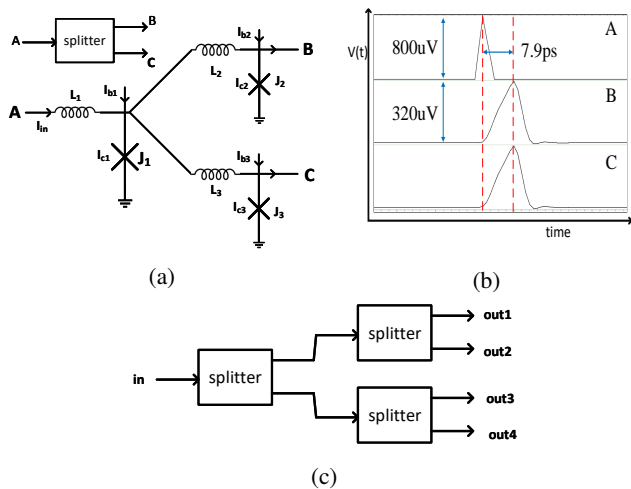 A
splitter
B
C
A
I_in
L_1
I_b1
I_c1
J_1
L_2
I_b2
B
I_c2
J_2
L_3
I_b3
C
I_c3
J_3
(a)
V(t)
800uV
7.9ps
A
320uV
B
C
time
(b)
in
splitter
splitter
out1
out2
splitter
out3
out4
(c)